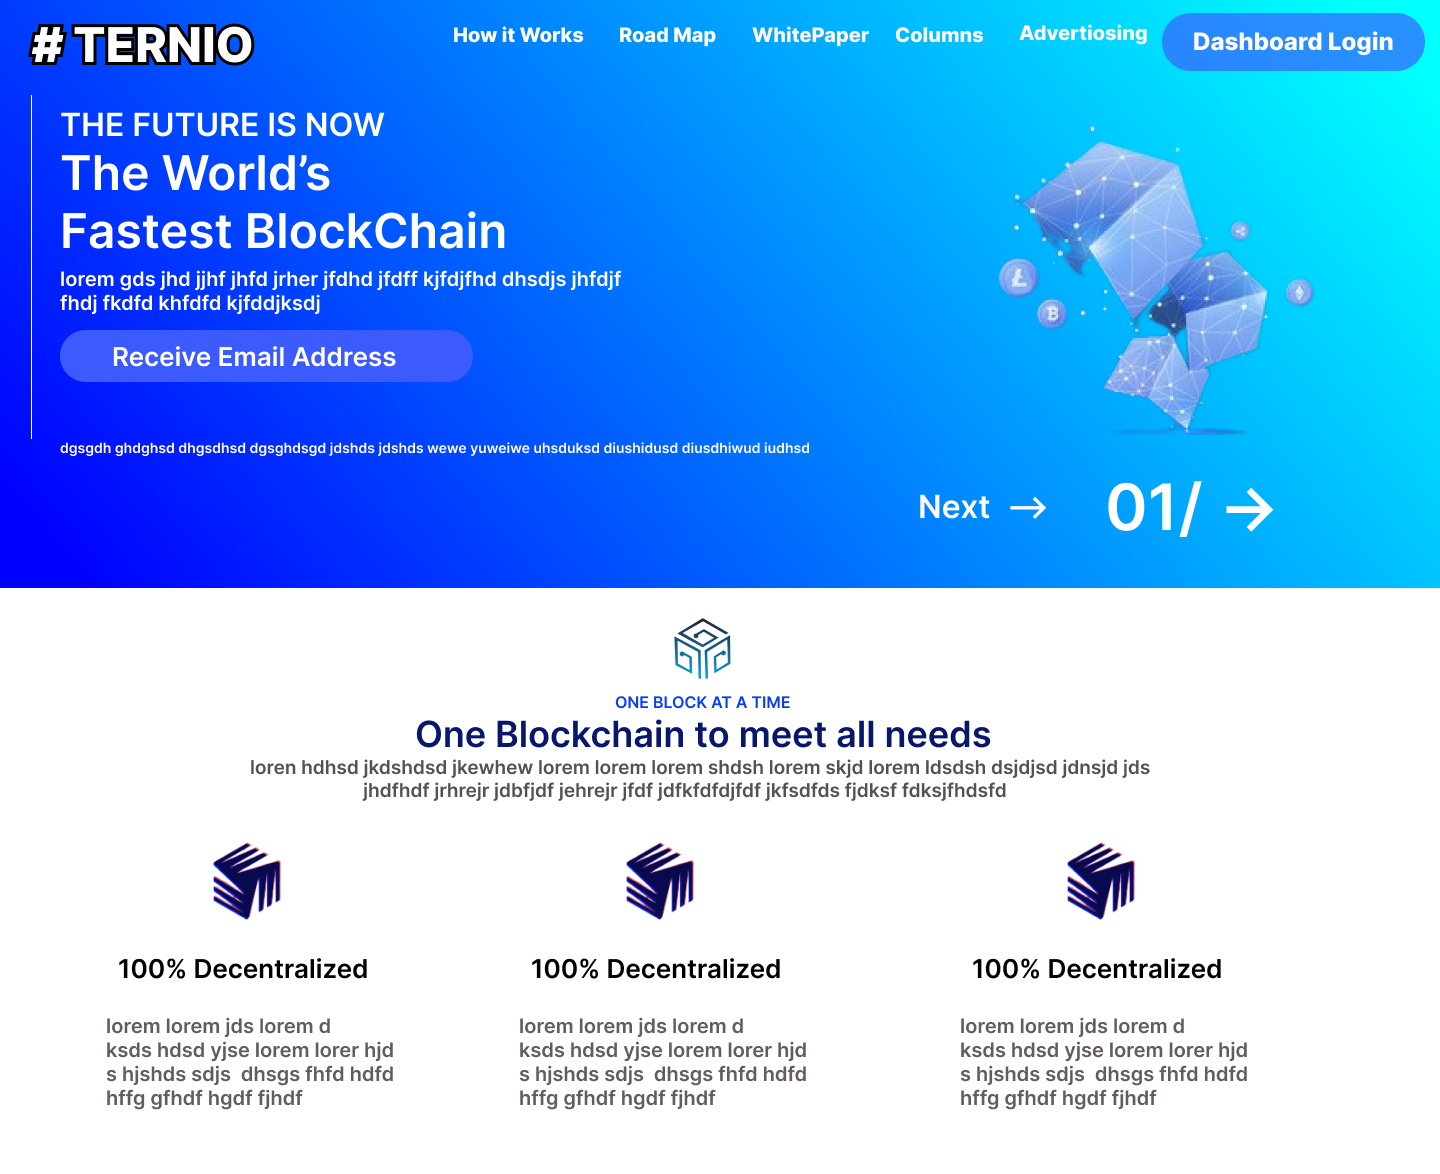 # TERNIO
How it Works Road Map WhitePaper Columns Advertiosing Dashboard Login
THE FUTURE IS NOW
The World’s
Fastest BlockChain
lorem gds jhd jjhf jhfd jrher jfdhd jfdff kjfdjfhd dhsdjs jhfdjf
fhdj fkdfd khfdfd kjfddjksdj
Receive Email Address
dgsgdh ghdghsd dhgsdhsd dgsghdsgd jdshds jdshds wewe yuweiwe uhsduksd diushidusd diusdhiwud iudhsd
Next → 01/ →
ONE BLOCK AT A TIME
One Blockchain to meet all needs
loren hdhsd jkdshdsd jkewhew lorem lorem lorem shdsh lorem skjd lorem ldsdsh dsjdjsd jdnsjd jds
jhdfhdf jrhrejr jdbfjdf jehrejr jfdf jdfkfdfdjfdf jkfsdfds fjdksf fdksjfhdsfd
100% Decentralized
lorem lorem jds lorem d
ksds hdsd yjse lorem lorer hjd
s hjshds sdjs  dhsgs fhfd hdfd
hffg gfhdf hgdf fjhdf
100% Decentralized
lorem lorem jds lorem d
ksds hdsd yjse lorem lorer hjd
s hjshds sdjs  dhsgs fhfd hdfd
hffg gfhdf hgdf fjhdf
100% Decentralized
lorem lorem jds lorem d
ksds hdsd yjse lorem lorer hjd
s hjshds sdjs  dhsgs fhfd hdfd
hffg gfhdf hgdf fjhdf